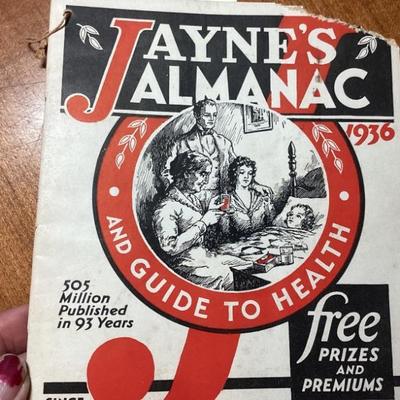 JAYNE'S
ALMANAC
1936
AND GUIDE TO HEALTH
505
Million
Published
in 93 Years
free
PRIZES
AND
PREMIUMS
SINCE